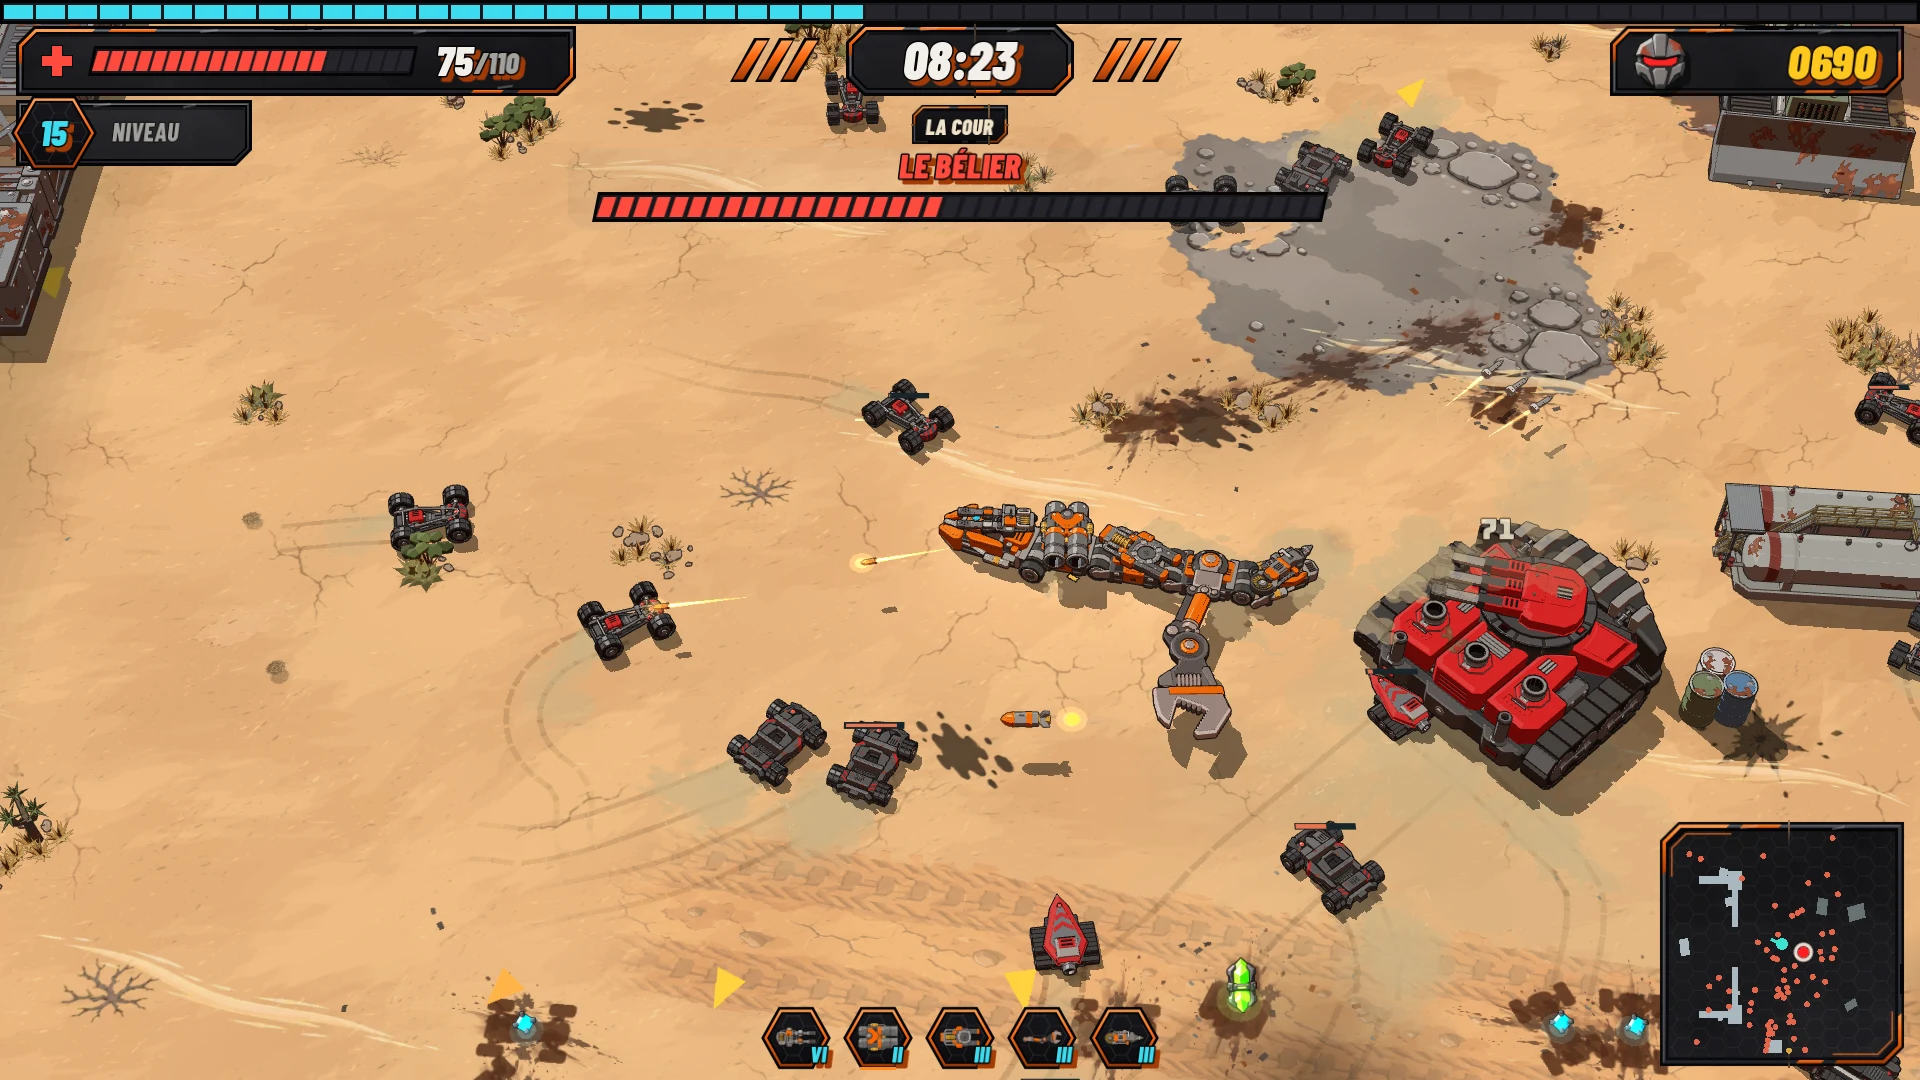 75/110
08:23
0690
15 NIVEAU
LA COUR
LE BÉLIER
71
VI II III III III